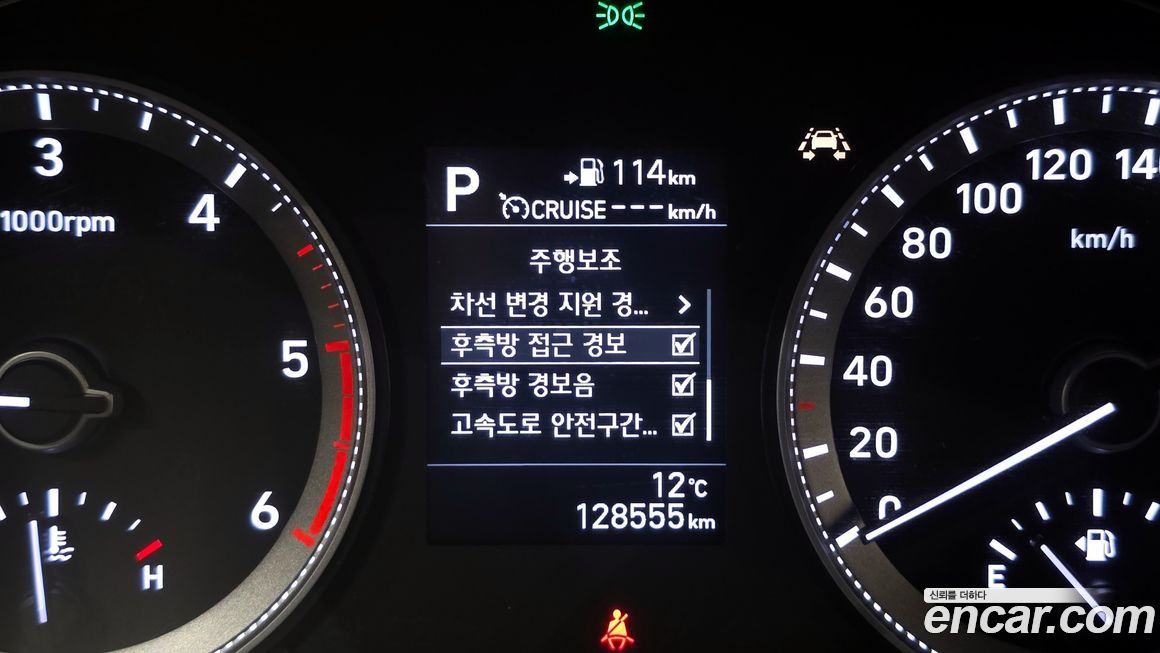 3
4
5
6
x1000rpm
H
P
114km
CRUISE---km/h
주행보조
차선 변경 지원 경...
후측방 접근 경보
후측방 경보음
고속도로 안전구간...
12℃
128555km
0
20
40
60
80
100
120
km/h
E
신뢰를 더하다
encar.com